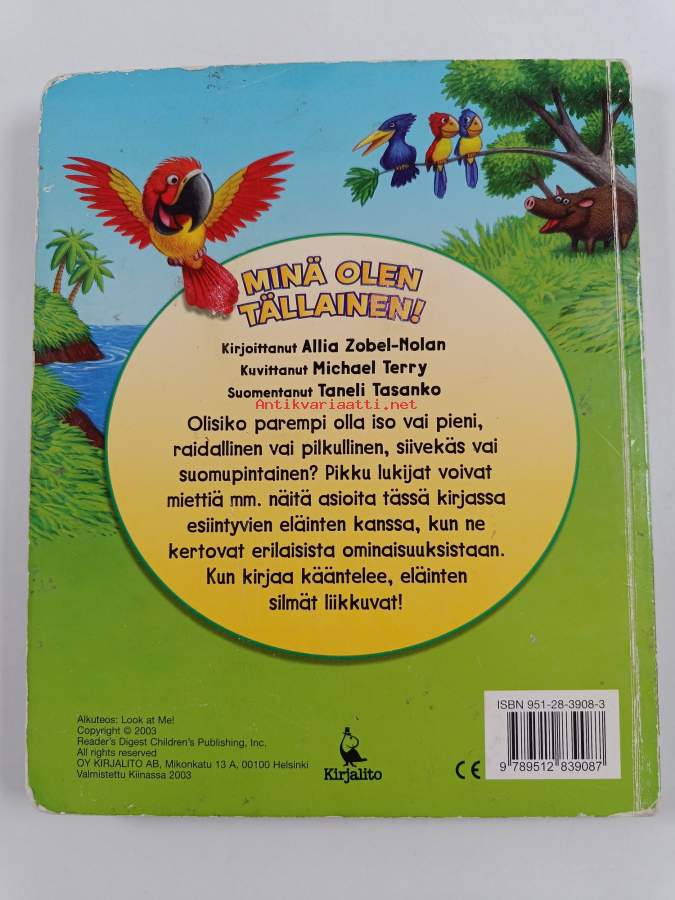 MINÄ OLEN
TÄLLAINEN!
Kirjoittanut Allia Zobel-Nolan
Kuvittanut Michael Terry
Suomentanut Taneli Tasanko
Antikvariaatti.net
Olisiko parempi olla iso vai pieni,
raidallinen vai pilkullinen, siivekäs vai
suomupintainen? Pikku lukijat voivat
miettiä mm. näitä asioita tässä kirjassa
esiintyvien eläinten kanssa, kun ne
kertovat erilaisista ominaisuuksistaan.
Kun kirjaa kääntelee, eläinten
silmät liikkuvat!
Alkuteos: Look at Me!
Copyright © 2003
Reader's Digest Children's Publishing, Inc.
All rights reserved
OY KIRJALITO AB, Mikonkatu 13 A, 00100 Helsinki
Valmistettu Kiinassa 2003
Kirjalito
CE
ISBN 951-28-3908-3
9 789512 839087